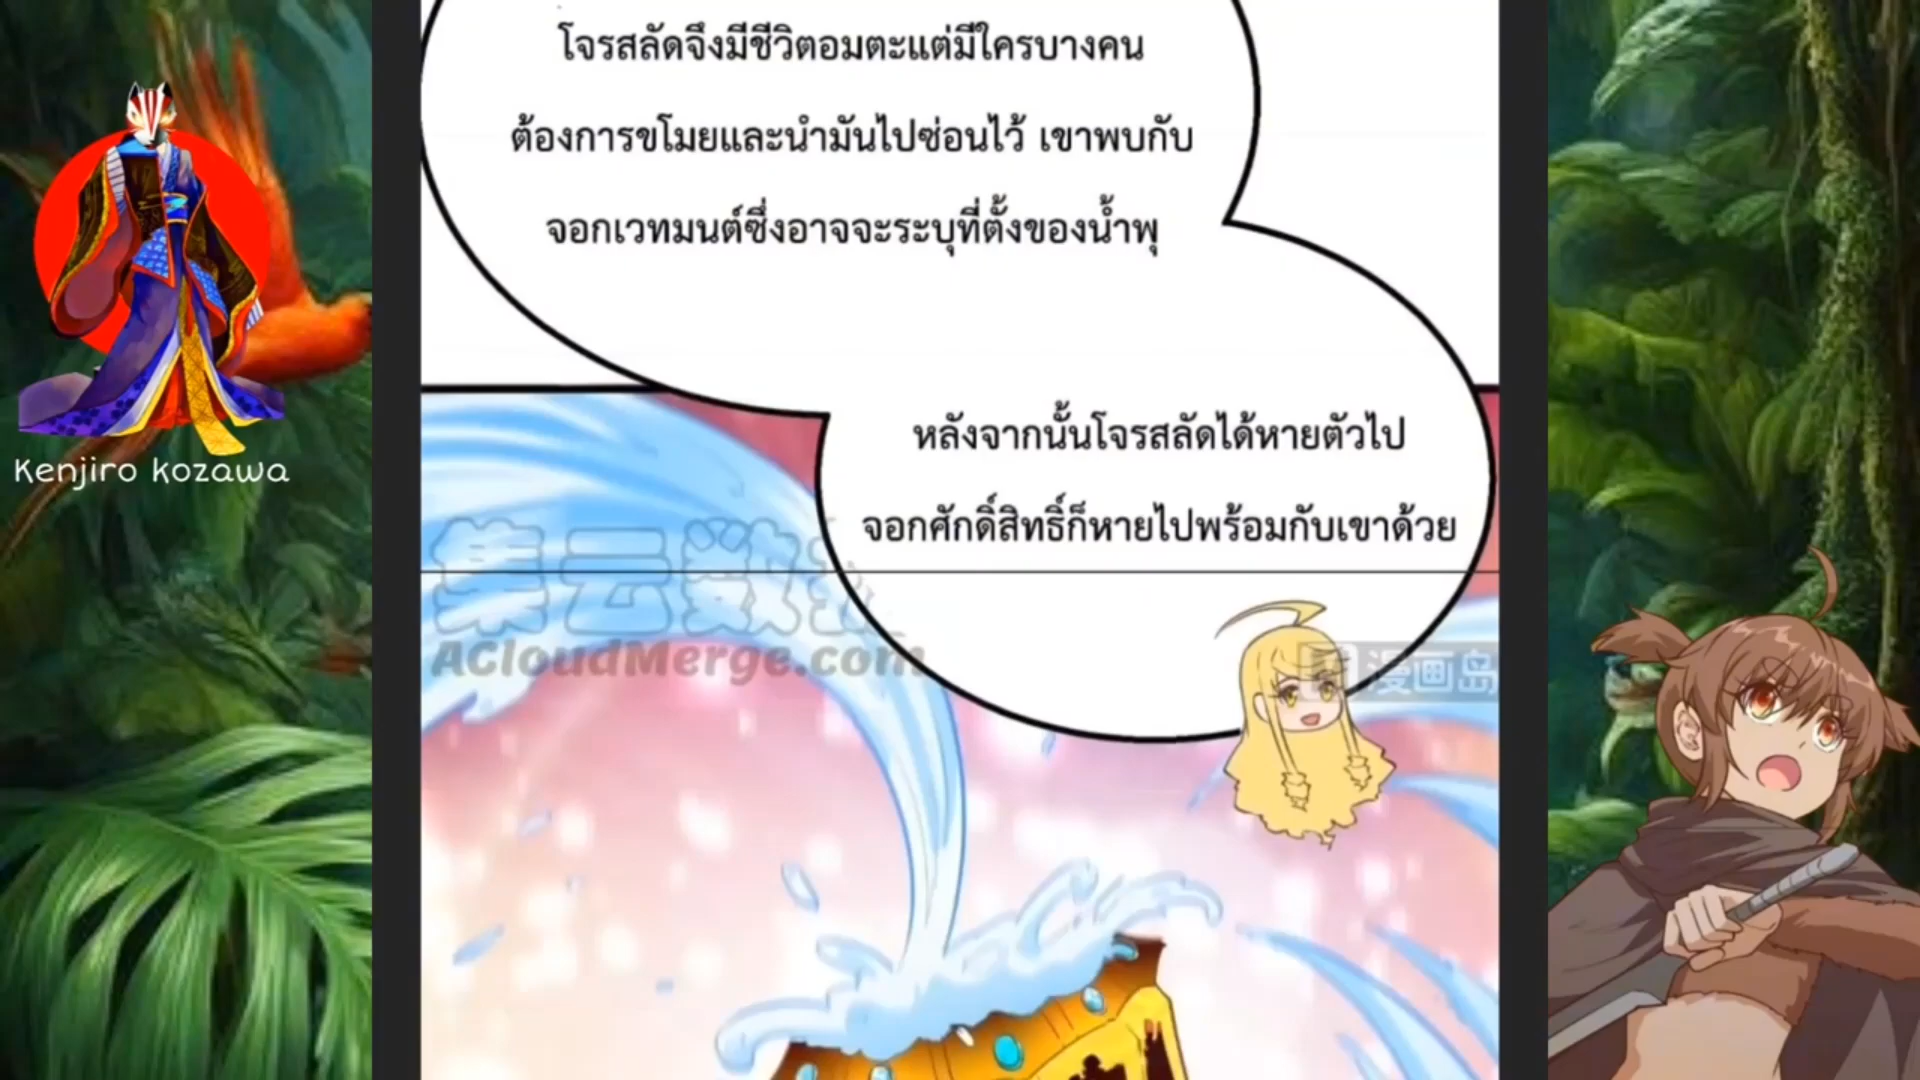 โจรสลัดจึงมีชีวิตอมตะแต่มีใครบางคน
ต้องการขโมยและนำมันไปซ่อนไว้ เขาพบกับ
จอกเวทมนต์ซึ่งอาจจะระบุที่ตั้งของน้ำพุ
หลังจากนั้นโจรสลัดได้หายตัวไป
จอกศักดิ์สิทธิ์ก็หายไปพร้อมกับเขาด้วย
Kenjiro kozawa
集云数
ACloudMerge.com
漫画岛